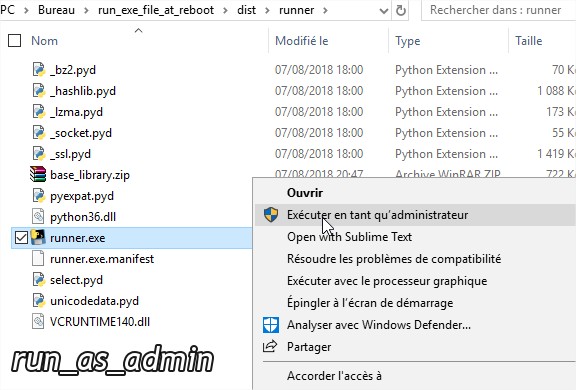 PC > Bureau > run_exe_file_at_reboot > dist > runner >
Rechercher dans : runner
Nom Modifié le Type Taille
_bz2.pyd 07/08/2018 18:00 Python Extension ... 70 K
_hashlib.pyd 07/08/2018 18:00 Python Extension ... 1 088 K
_lzma.pyd 07/08/2018 18:00 Python Extension ... 173 K
_socket.pyd 07/08/2018 18:00 Python Extension ... 55 K
_ssl.pyd 07/08/2018 18:00 Python Extension ... 1 419 K
base_library.zip 07/08/2018 20:47 Archive WinRAR ZIP 722 K
pyexpat.pyd
python36.dll
runner.exe
runner.exe.manifest
select.pyd
unicodedata.pyd
VCRUNTIME140.dll
Ouvrir
Exécuter en tant qu'administrateur
Open with Sublime Text
Résoudre les problèmes de compatibilité
Exécuter avec le processeur graphique
Épingler à l'écran de démarrage
Analyser avec Windows Defender...
Partager
Accorder l'accès à
run_as_admin